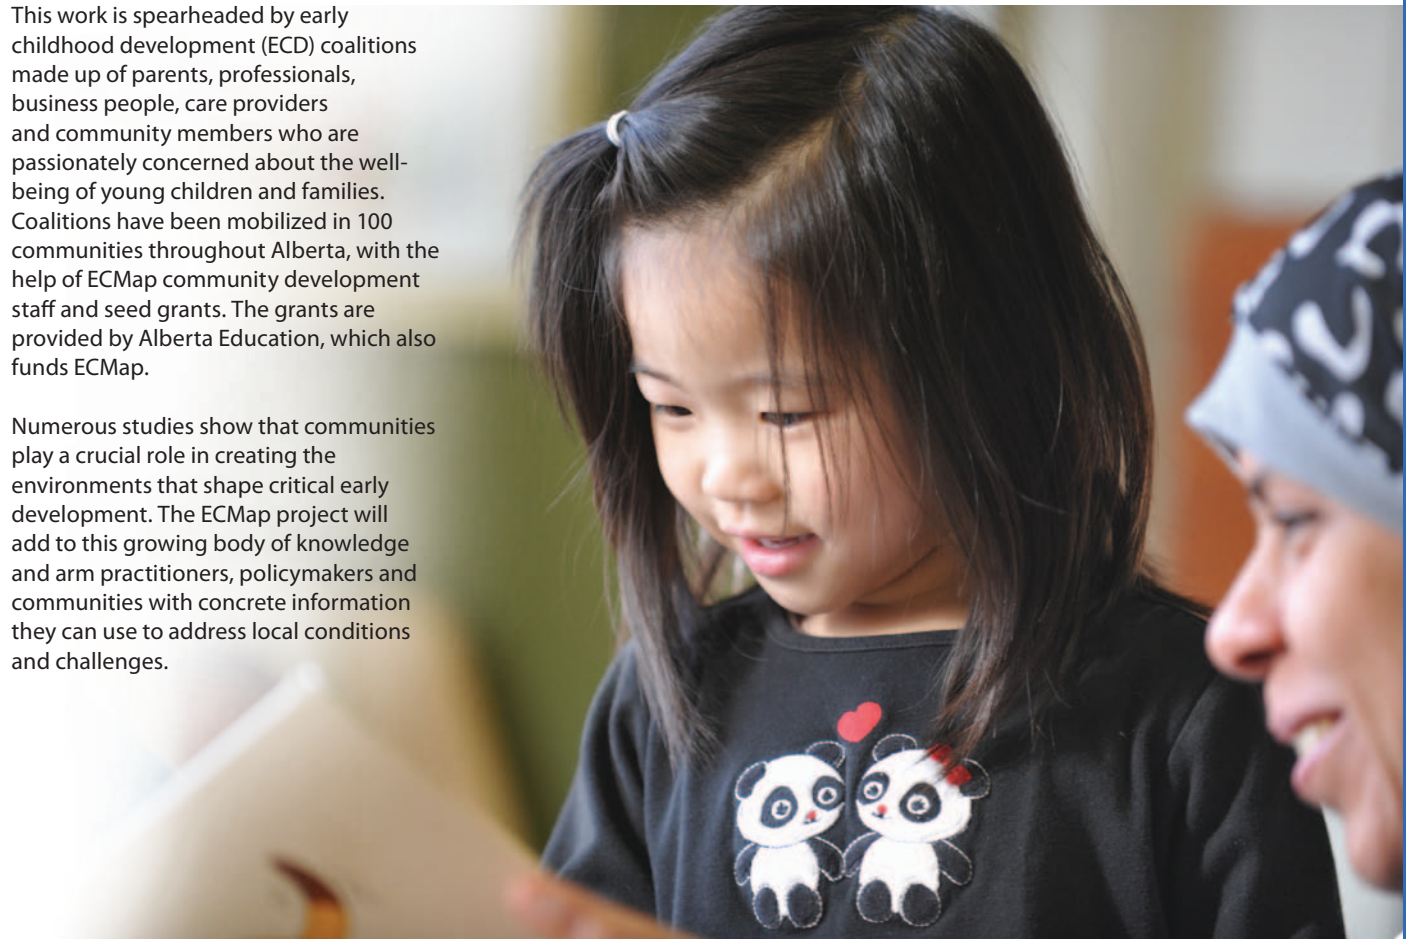 This work is spearheaded by early
childhood development (ECD) coalitions
made up of parents, professionals,
business people, care providers
and community members who are
passionately concerned about the well-
being of young children and families.
Coalitions have been mobilized in 100
communities throughout Alberta, with the
help of ECMap community development
staff and seed grants. The grants are
provided by Alberta Education, which also
funds ECMap.

Numerous studies show that communities
play a crucial role in creating the
environments that shape critical early
development. The ECMap project will
add to this growing body of knowledge
and arm practitioners, policymakers and
communities with concrete information
they can use to address local conditions
and challenges.